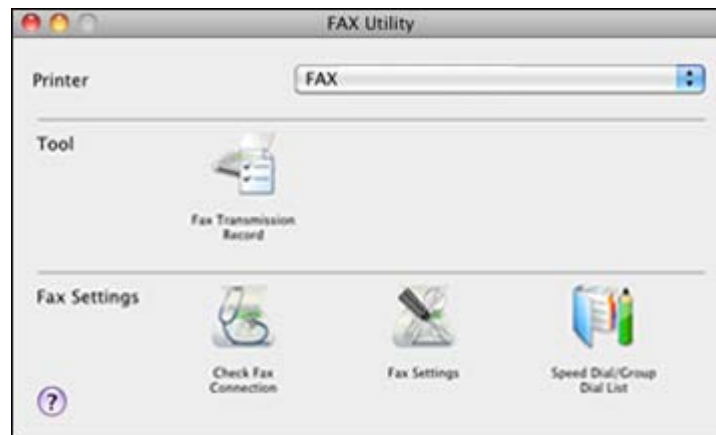 FAX Utility
Printer
FAX
Tool
Fax Transmission
Record
Fax Settings
Check Fax
Connection
Fax Settings
Speed Dial/Group
Dial List
?